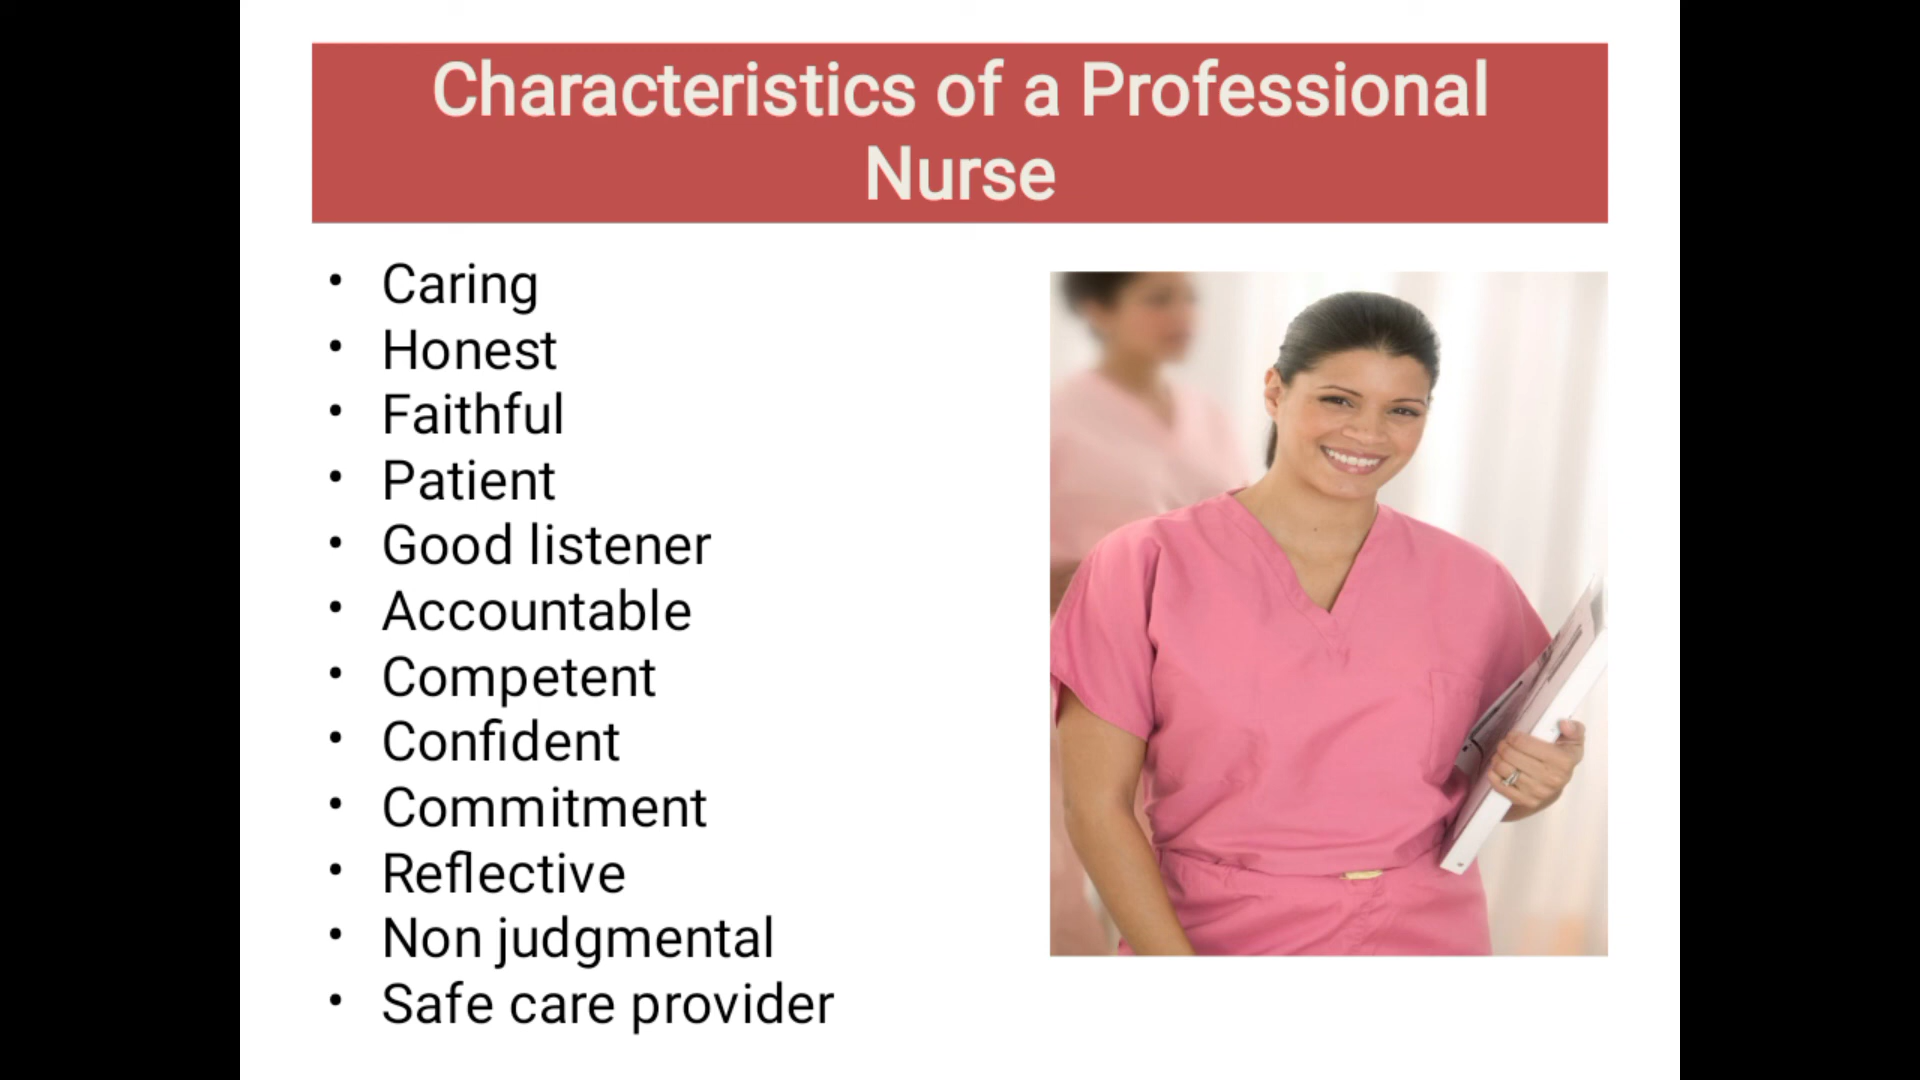 Characteristics of a Professional
Nurse
• Caring
• Honest
• Faithful
• Patient
• Good listener
• Accountable
• Competent
• Confident
• Commitment
• Reflective
• Non judgmental
• Safe care provider